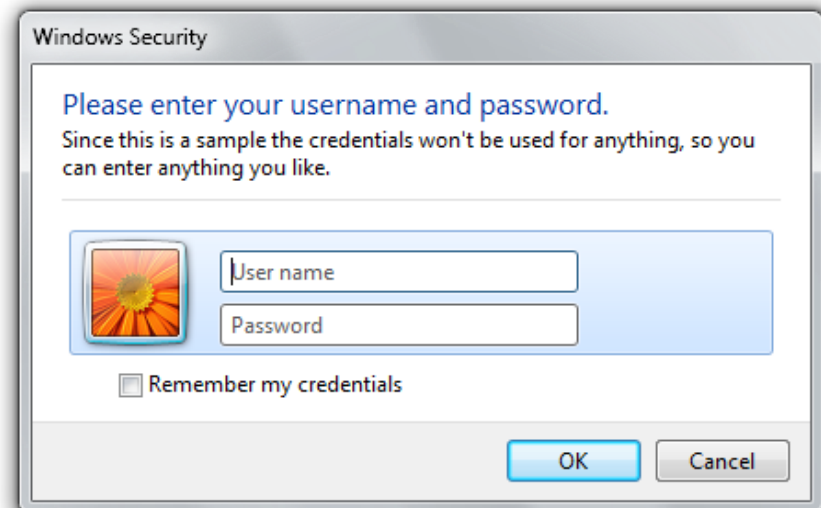 Windows Security
Please enter your username and password.
Since this is a sample the credentials won't be used for anything, so you
can enter anything you like.
User name
Password
Remember my credentials
OK Cancel